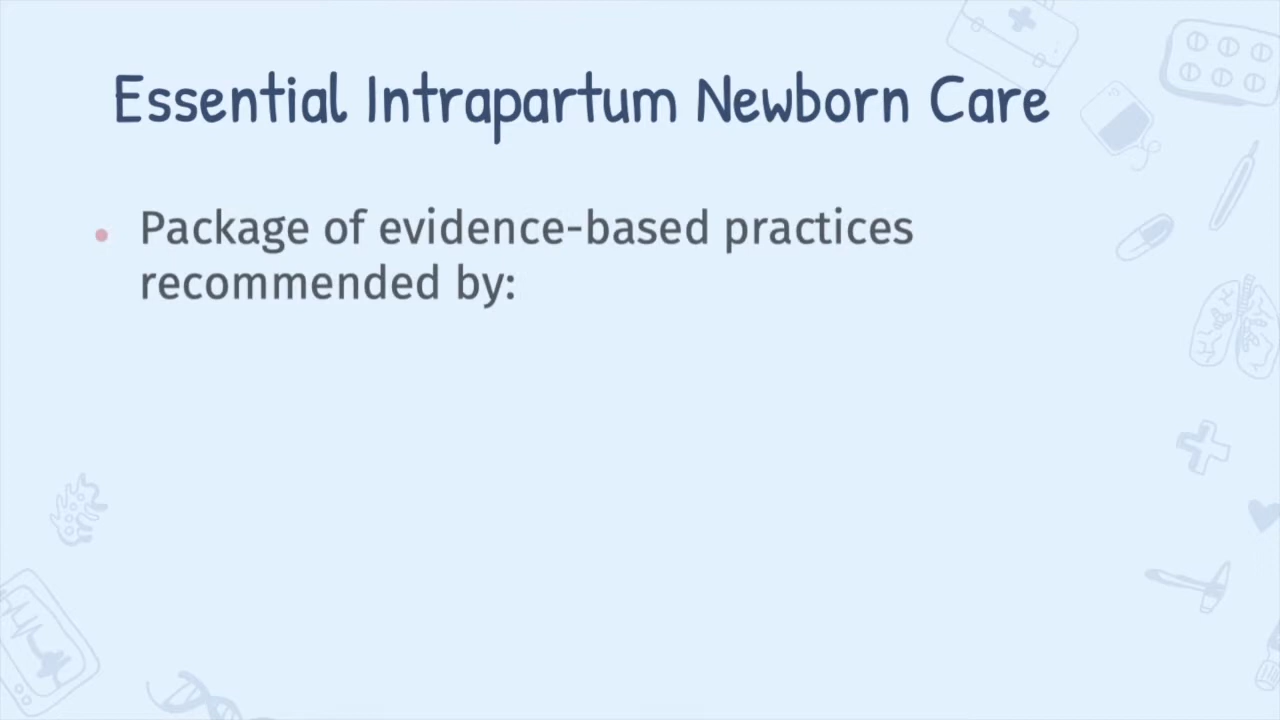 Essential Intrapartum Newborn Care
• Package of evidence-based practices
recommended by: